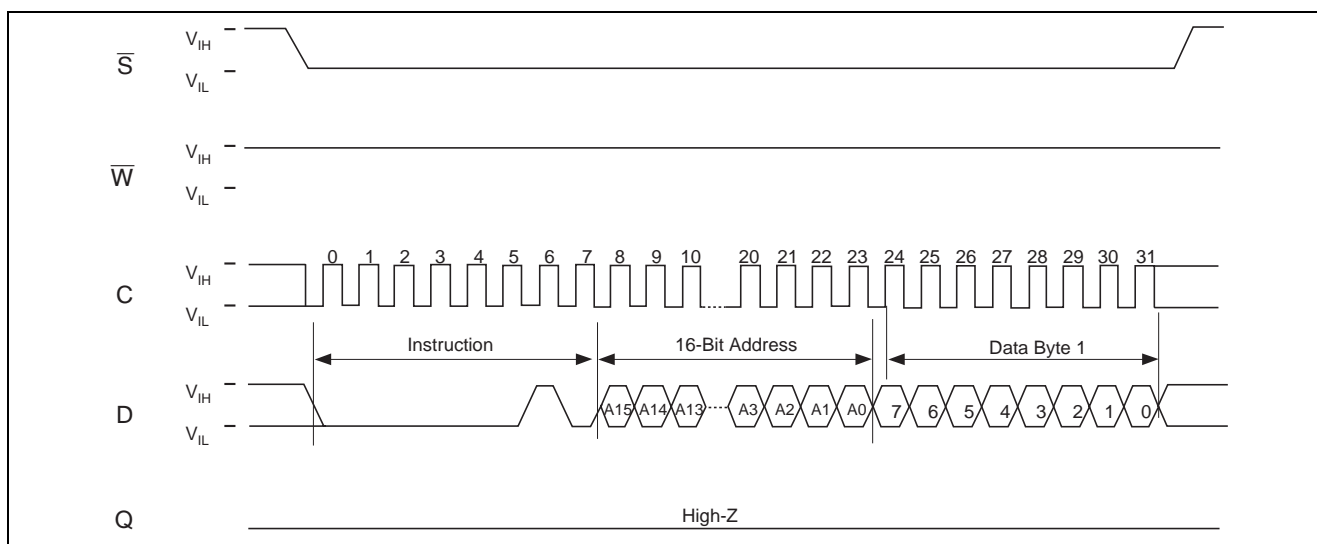 S
V_IH
V_IL
W
V_IH
V_IL
C
V_IH
V_IL
0 1 2 3 4 5 6 7 8 9 10 20 21 22 23 24 25 26 27 28 29 30 31
Instruction 16-Bit Address Data Byte 1
D
V_IH
V_IL
A15 A14 A13 A3 A2 A1 A0 7 6 5 4 3 2 1 0
Q
High-Z